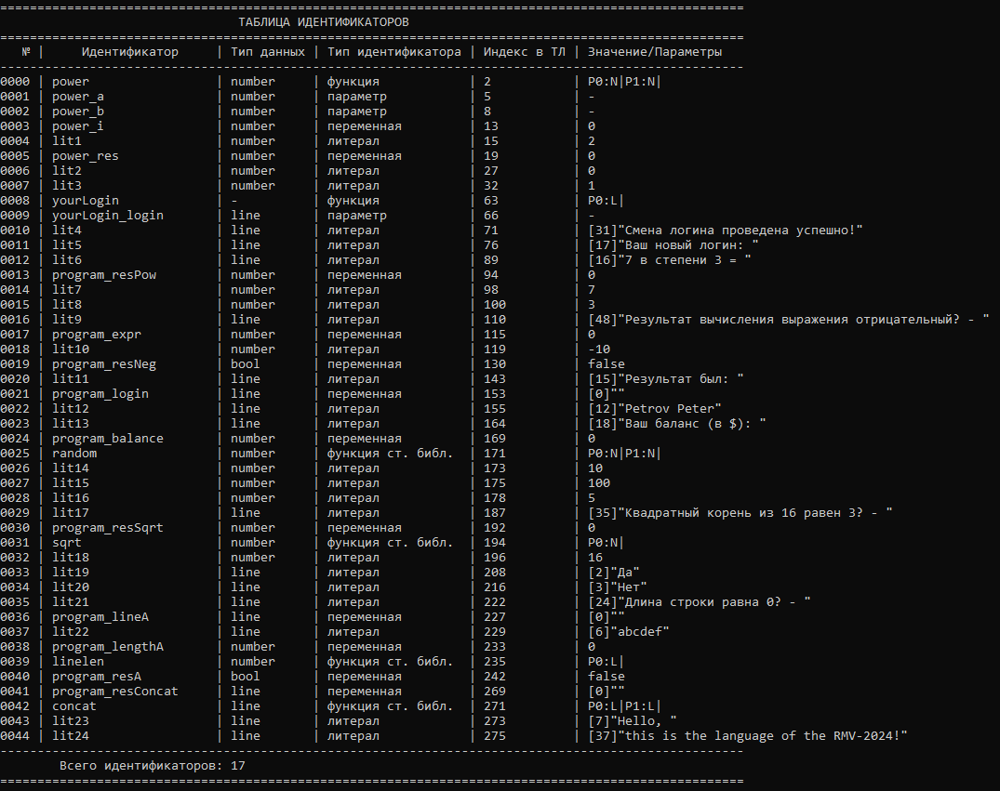 ====================================================================================================
ТАБЛИЦА ИДЕНТИФИКАТОРОВ
====================================================================================================
№ | Идентификатор | Тип данных | Тип идентификатора | Индекс в ТЛ | Значение/Параметры
----------------------------------------------------------------------------------------------------
0000 | power | number | функция | 2 | P0:N|P1:N|
0001 | power_a | number | параметр | 5 | -
0002 | power_b | number | параметр | 8 | -
0003 | power_i | number | переменная | 13 | 0
0004 | lit1 | number | литерал | 15 | 2
0005 | power_res | number | переменная | 19 | 0
0006 | lit2 | number | литерал | 27 | 0
0007 | lit3 | number | литерал | 32 | 1
0008 | yourLogin | - | функция | 63 | P0:L|
0009 | yourLogin_login | line | параметр | 66 | -
0010 | lit4 | line | литерал | 71 | [31]"Смена логина проведена успешно!"
0011 | lit5 | line | литерал | 76 | [17]"Ваш новый логин: "
0012 | lit6 | line | литерал | 89 | [16]"7 в степени 3 = "
0013 | program_resPow | number | переменная | 94 | 0
0014 | lit7 | number | литерал | 98 | 7
0015 | lit8 | number | литерал | 100 | 3
0016 | lit9 | line | литерал | 110 | [48]"Результат вычисления выражения отрицательный? - "
0017 | program_expr | number | переменная | 115 | 0
0018 | lit10 | number | литерал | 119 | -10
0019 | program_resNeg | bool | переменная | 130 | false
0020 | lit11 | line | литерал | 143 | [15]"Результат был: "
0021 | program_login | line | переменная | 153 | [0]""
0022 | lit12 | line | литерал | 155 | [12]"Petrov Peter"
0023 | lit13 | line | литерал | 164 | [18]"Ваш баланс (в $): "
0024 | program_balance | number | переменная | 169 | 0
0025 | random | number | функция ст. библ. | 171 | P0:N|P1:N|
0026 | lit14 | number | литерал | 173 | 10
0027 | lit15 | number | литерал | 175 | 100
0028 | lit16 | number | литерал | 178 | 5
0029 | lit17 | line | литерал | 187 | [35]"Квадратный корень из 16 равен 3? - "
0030 | program_resSqrt | number | переменная | 192 | 0
0031 | sqrt | number | функция ст. библ. | 194 | P0:N|
0032 | lit18 | number | литерал | 196 | 16
0033 | lit19 | line | литерал | 208 | [2]"Да"
0034 | lit20 | line | литерал | 216 | [3]"Нет"
0035 | lit21 | line | литерал | 222 | [24]"Длина строки равна 0? - "
0036 | program_lineA | line | переменная | 227 | [0]""
0037 | lit22 | line | литерал | 229 | [6]"abcdef"
0038 | program_lengthA | number | переменная | 233 | 0
0039 | linelen | number | функция ст. библ. | 235 | P0:L|
0040 | program_resA | bool | переменная | 242 | false
0041 | program_resConcat | line | переменная | 269 | [0]""
0042 | concat | line | функция ст. библ. | 271 | P0:L|P1:L|
0043 | lit23 | line | литерал | 273 | [7]"Hello, "
0044 | lit24 | line | литерал | 275 | [37]"this is the language of the RMV-2024!"
----------------------------------------------------------------------------------------------------
Всего идентификаторов: 17
====================================================================================================